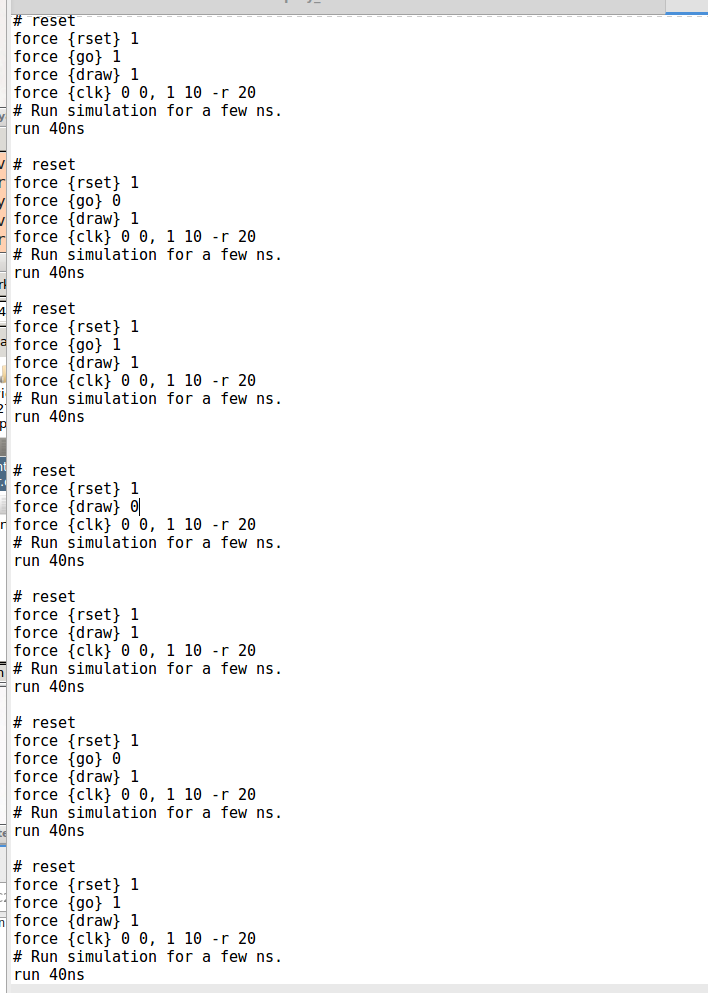 # reset
force {rset} 1
force {go} 1
force {draw} 1
force {clk} 0 0, 1 10 -r 20
# Run simulation for a few ns.
run 40ns
# reset
force {rset} 1
force {go} 0
force {draw} 1
force {clk} 0 0, 1 10 -r 20
# Run simulation for a few ns.
run 40ns
# reset
force {rset} 1
force {go} 1
force {draw} 1
force {clk} 0 0, 1 10 -r 20
# Run simulation for a few ns.
run 40ns
# reset
force {rset} 1
force {draw} 0
force {clk} 0 0, 1 10 -r 20
# Run simulation for a few ns.
run 40ns
# reset
force {rset} 1
force {draw} 1
force {clk} 0 0, 1 10 -r 20
# Run simulation for a few ns.
run 40ns
# reset
force {rset} 1
force {go} 0
force {draw} 1
force {clk} 0 0, 1 10 -r 20
# Run simulation for a few ns.
run 40ns
# reset
force {rset} 1
force {go} 1
force {draw} 1
force {clk} 0 0, 1 10 -r 20
# Run simulation for a few ns.
run 40ns